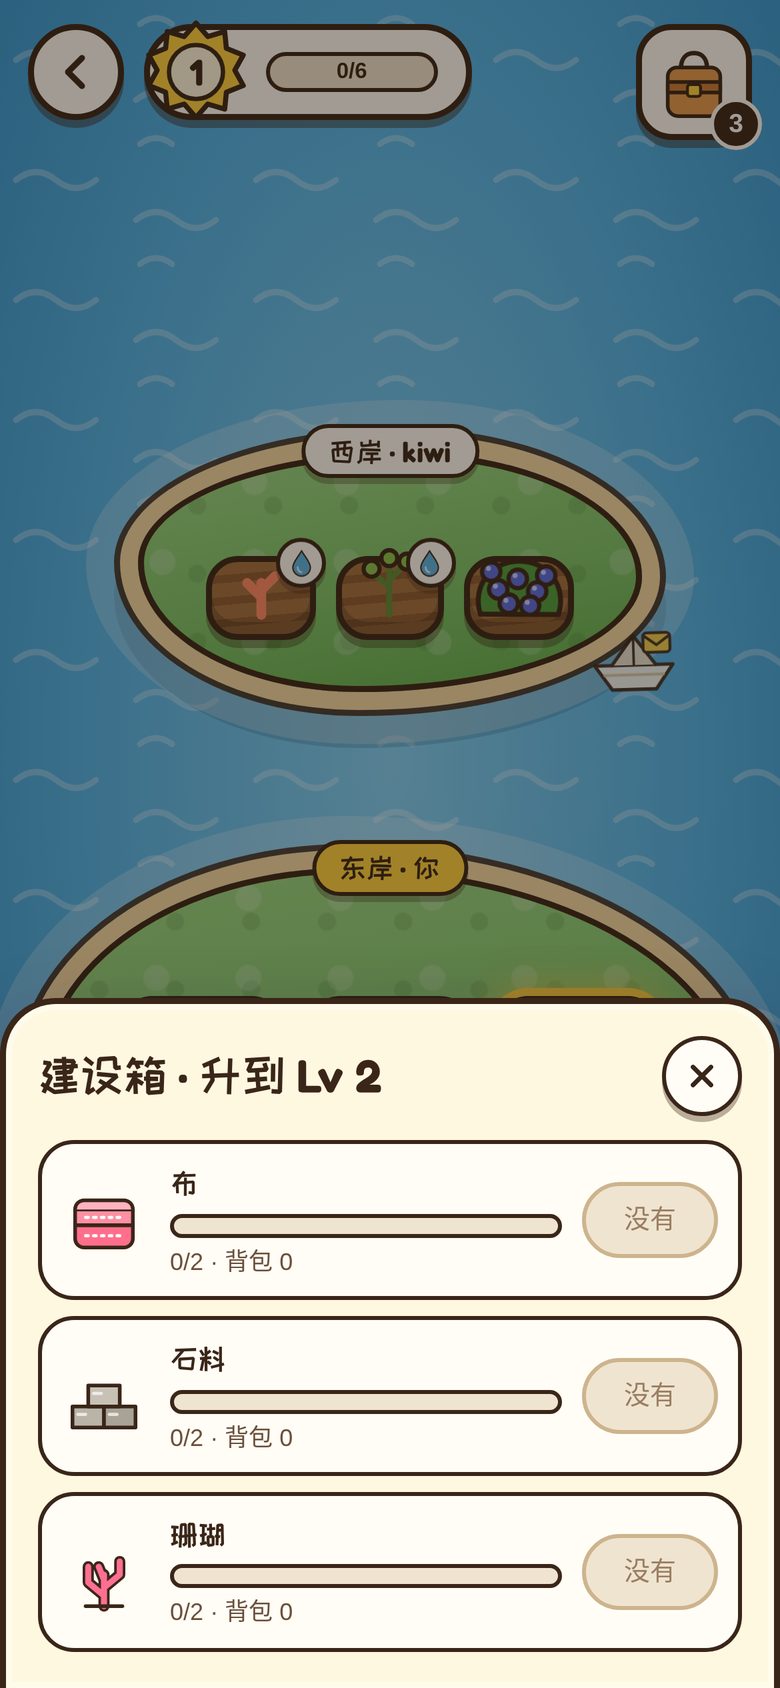 1
0/6
3
西岸 · kiwi
东岸 · 你
建设箱 · 升到 Lv 2
布
0/2 · 背包 0
没有
石料
0/2 · 背包 0
没有
珊瑚
0/2 · 背包 0
没有